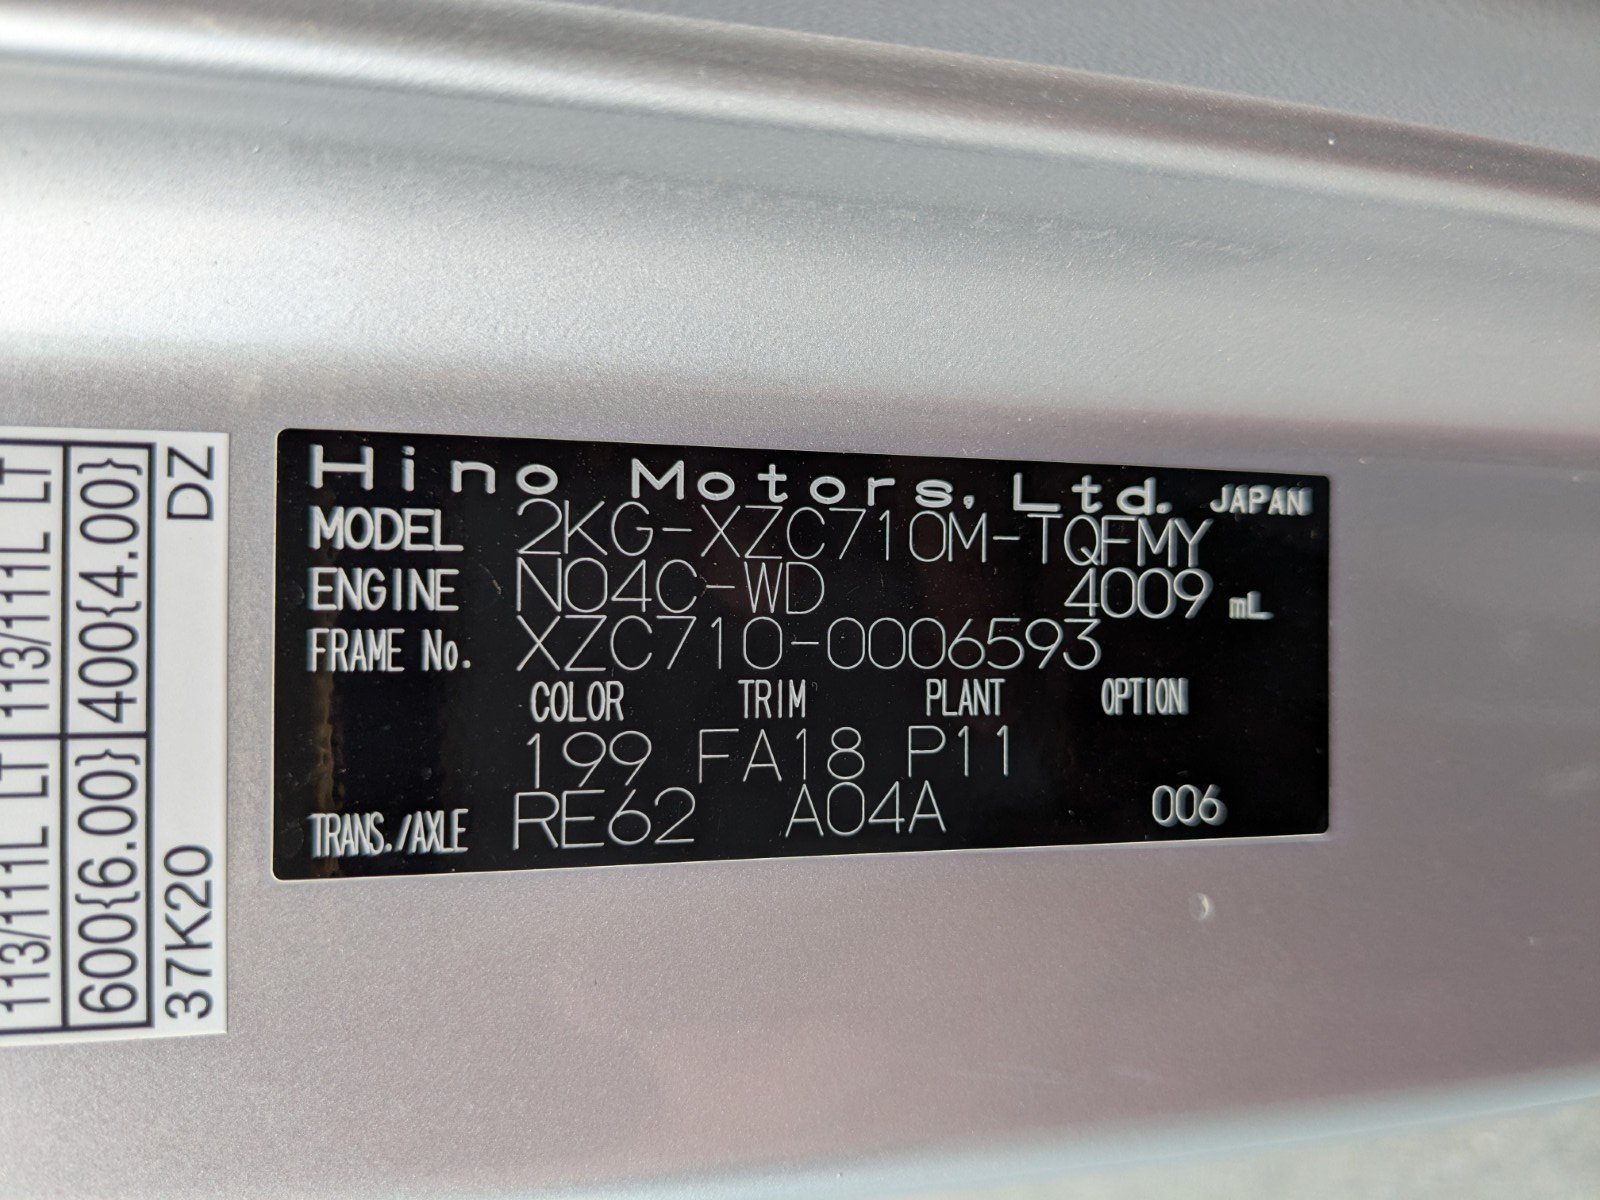 113/111L LT 113/111L LT
600{6.00} 400{4.00}
37K20 DZ
Hino Motors, Ltd. JAPAN
MODEL 2KG-XZC710M-TQFMY
ENGINE N04C-WD 4009 mL
FRAME No. XZC710-0006593
COLOR TRIM PLANT OPTION
199 FA18 P11
TRANS./AXLE RE62 A04A 006